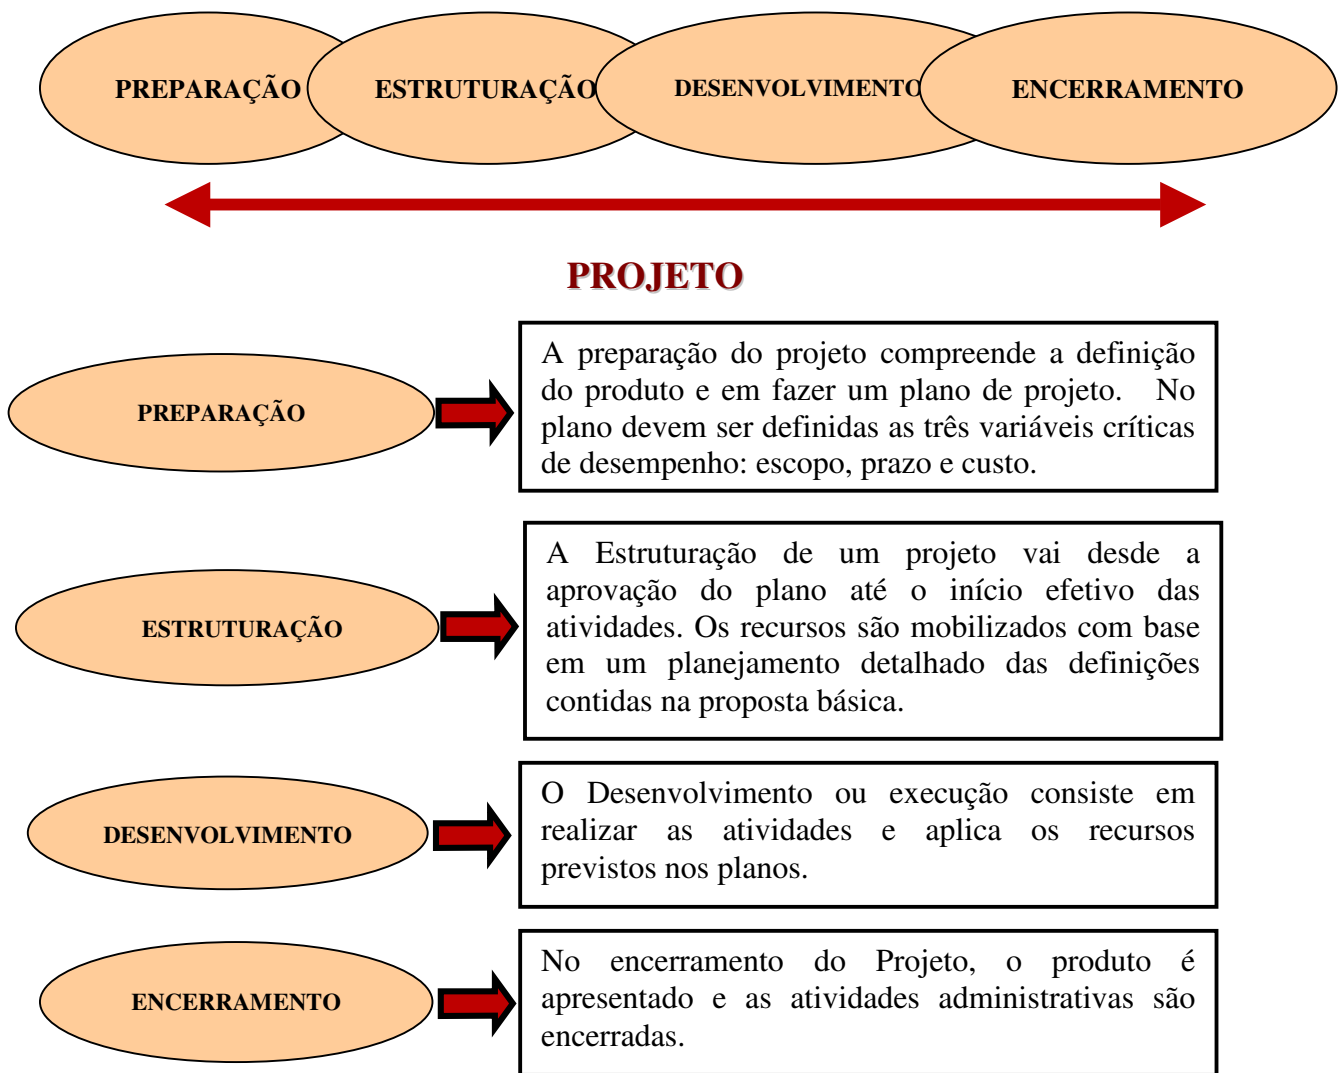 PREPARAÇÃO ESTRUTURAÇÃO DESENVOLVIMENTO ENCERRAMENTO
PROJETO
PREPARAÇÃO
A preparação do projeto compreende a definição
do produto e em fazer um plano de projeto. No
plano devem ser definidas as três variáveis críticas
de desempenho: escopo, prazo e custo.
ESTRUTURAÇÃO
A Estruturação de um projeto vai desde a
aprovação do plano até o início efetivo das
atividades. Os recursos são mobilizados com base
em um planejamento detalhado das definições
contidas na proposta básica.
DESENVOLVIMENTO
O Desenvolvimento ou execução consiste em
realizar as atividades e aplica os recursos
previstos nos planos.
ENCERRAMENTO
No encerramento do Projeto, o produto é
apresentado e as atividades administrativas são
encerradas.